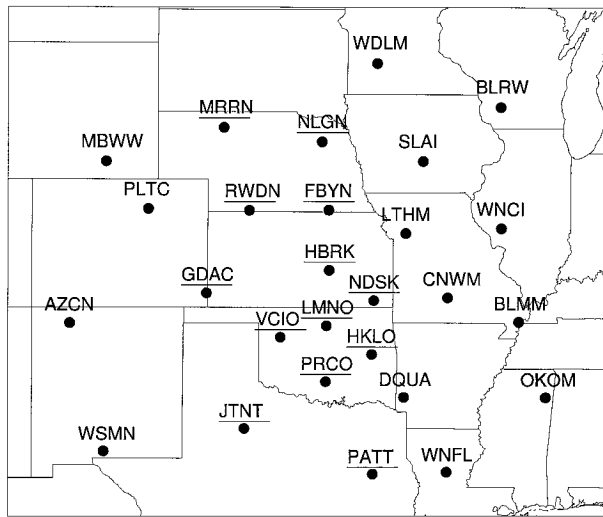 WDLM
BLRW
MRRN
NLGN
MBWW
SLAI
PLTC
RWDN
FBYN
LTHM
WNCI
HBRK
GDAC
NDSK
CNWM
AZCN
LMNO
BLMM
VCIO
HKLO
PRCO
DQUA
OKOM
JTNT
WSMN
PATT
WNFL